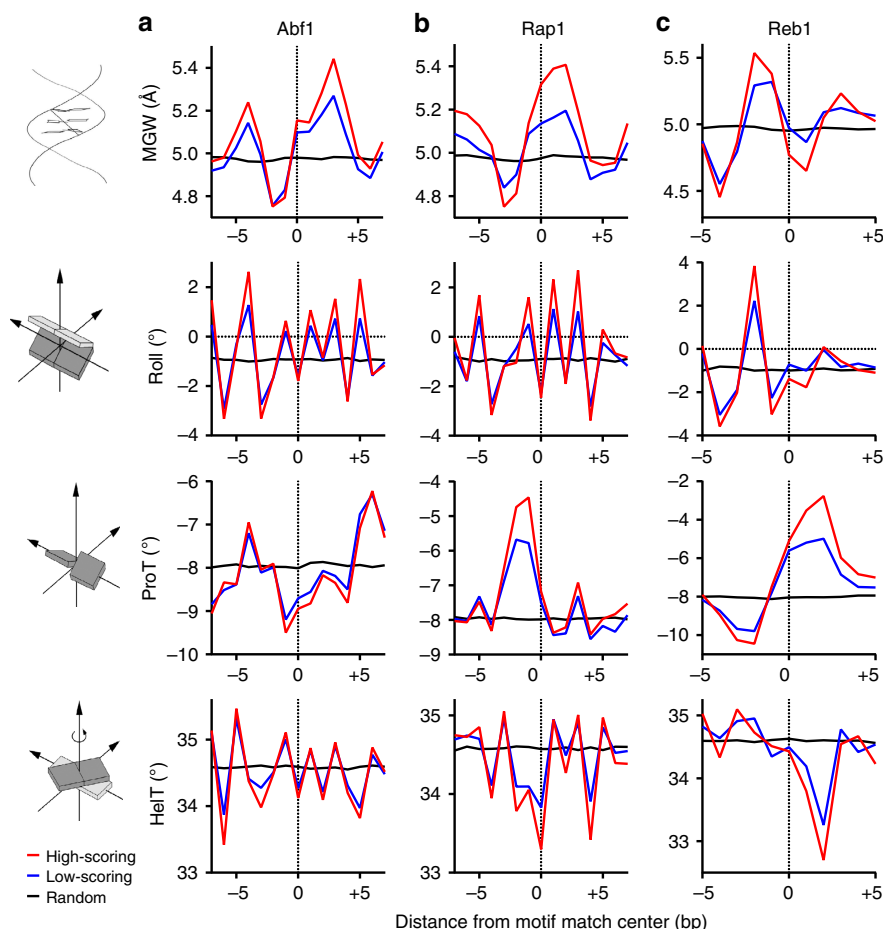 a b c
Abf1 Rap1 Reb1
MGW (Å)
5.4
5.2
5.0
4.8
−5 0 +5
5.4
5.2
5.0
4.8
−5 0 +5
5.5
5.0
4.5
−5 0 +5
Roll (°)
2
0
−2
−4
−5 0 +5
2
0
−2
−4
−5 0 +5
4
2
0
−2
−4
−5 0 +5
ProT (°)
−6
−7
−8
−9
−10
−5 0 +5
−4
−5
−6
−7
−8
−9
−5 0 +5
−2
−4
−6
−8
−10
−5 0 +5
HelT (°)
35
34
33
−5 0 +5
35
34
33
−5 0 +5
35
34
33
−5 0 +5
High-scoring
Low-scoring
Random
Distance from motif match center (bp)